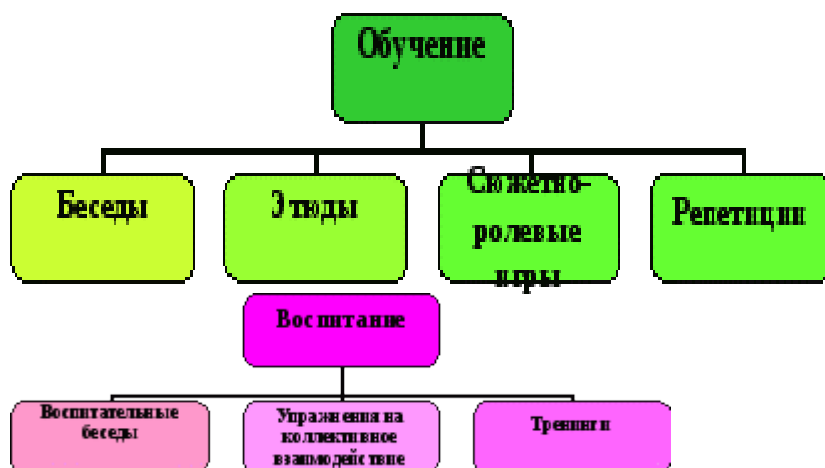 Обучение
Беседы
Этюды
Сюжетно-
ролевые
игры
Репетиции
Воспитание
Воспитательные
беседы
Упражнения на
коллективное
взаимодействие
Тренинги